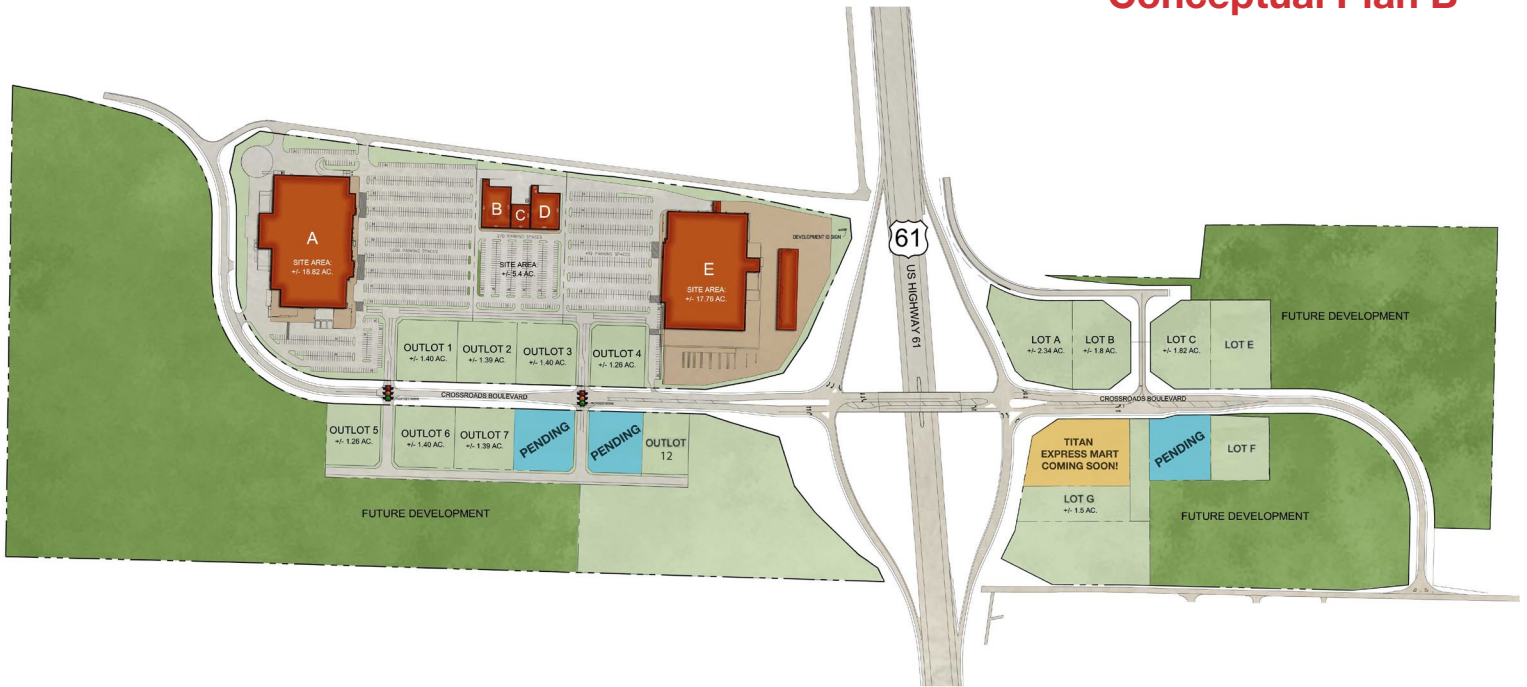 Conceptual Plan B
A
SITE AREA:
+/- 18.82 AC.
B
C
D
SITE AREA:
+/- 5.4 AC.
E
SITE AREA:
+/- 17.76 AC.
DEVELOPMENT ID SIGN
61
US HIGHWAY 61
OUTLOT 1
+/- 1.40 AC.
OUTLOT 2
+/- 1.39 AC.
OUTLOT 3
+/- 1.40 AC.
OUTLOT 4
+/- 1.26 AC.
CROSSROADS BOULEVARD
OUTLOT 5
+/- 1.26 AC.
OUTLOT 6
+/- 1.40 AC.
OUTLOT 7
+/- 1.39 AC.
PENDING
PENDING
OUTLOT
12
FUTURE DEVELOPMENT
LOT A
+/- 2.34 AC.
LOT B
+/- 1.8 AC.
LOT C
+/- 1.82 AC.
LOT E
FUTURE DEVELOPMENT
CROSSROADS BOULEVARD
TITAN
EXPRESS MART
COMING SOON!
PENDING
LOT F
LOT G
+/- 1.5 AC.
FUTURE DEVELOPMENT